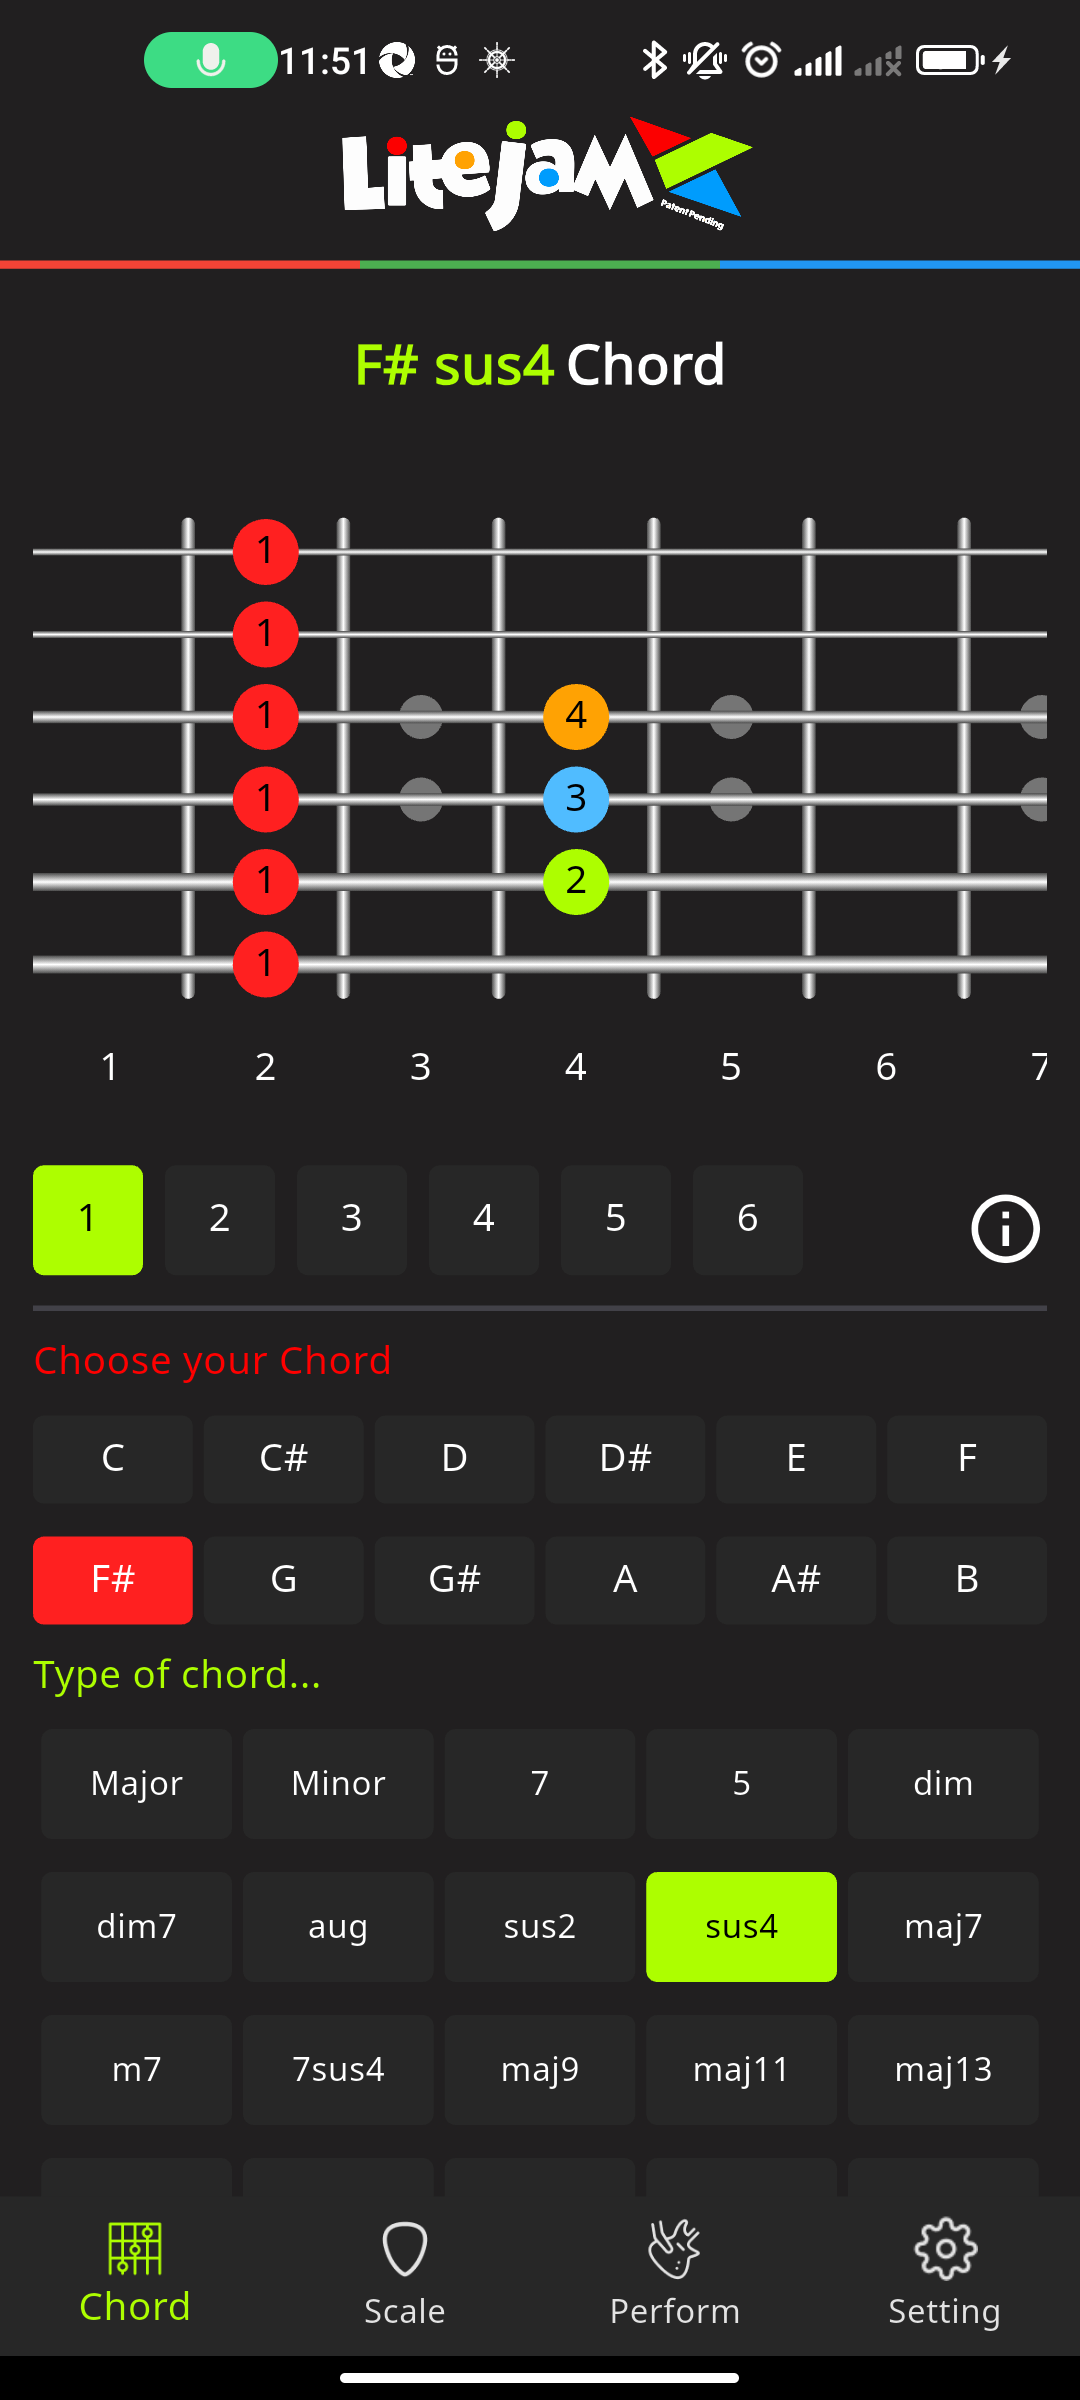 11:51
LiteJam
Patent Pending
F# sus4 Chord
1
1
1 4
1 3
1 2
1
1 2 3 4 5 6 7
1 2 3 4 5 6
Choose your Chord
C C# D D# E F
F# G G# A A# B
Type of chord...
Major Minor 7 5 dim
dim7 aug sus2 sus4 maj7
m7 7sus4 maj9 maj11 maj13
Chord Scale Perform Setting